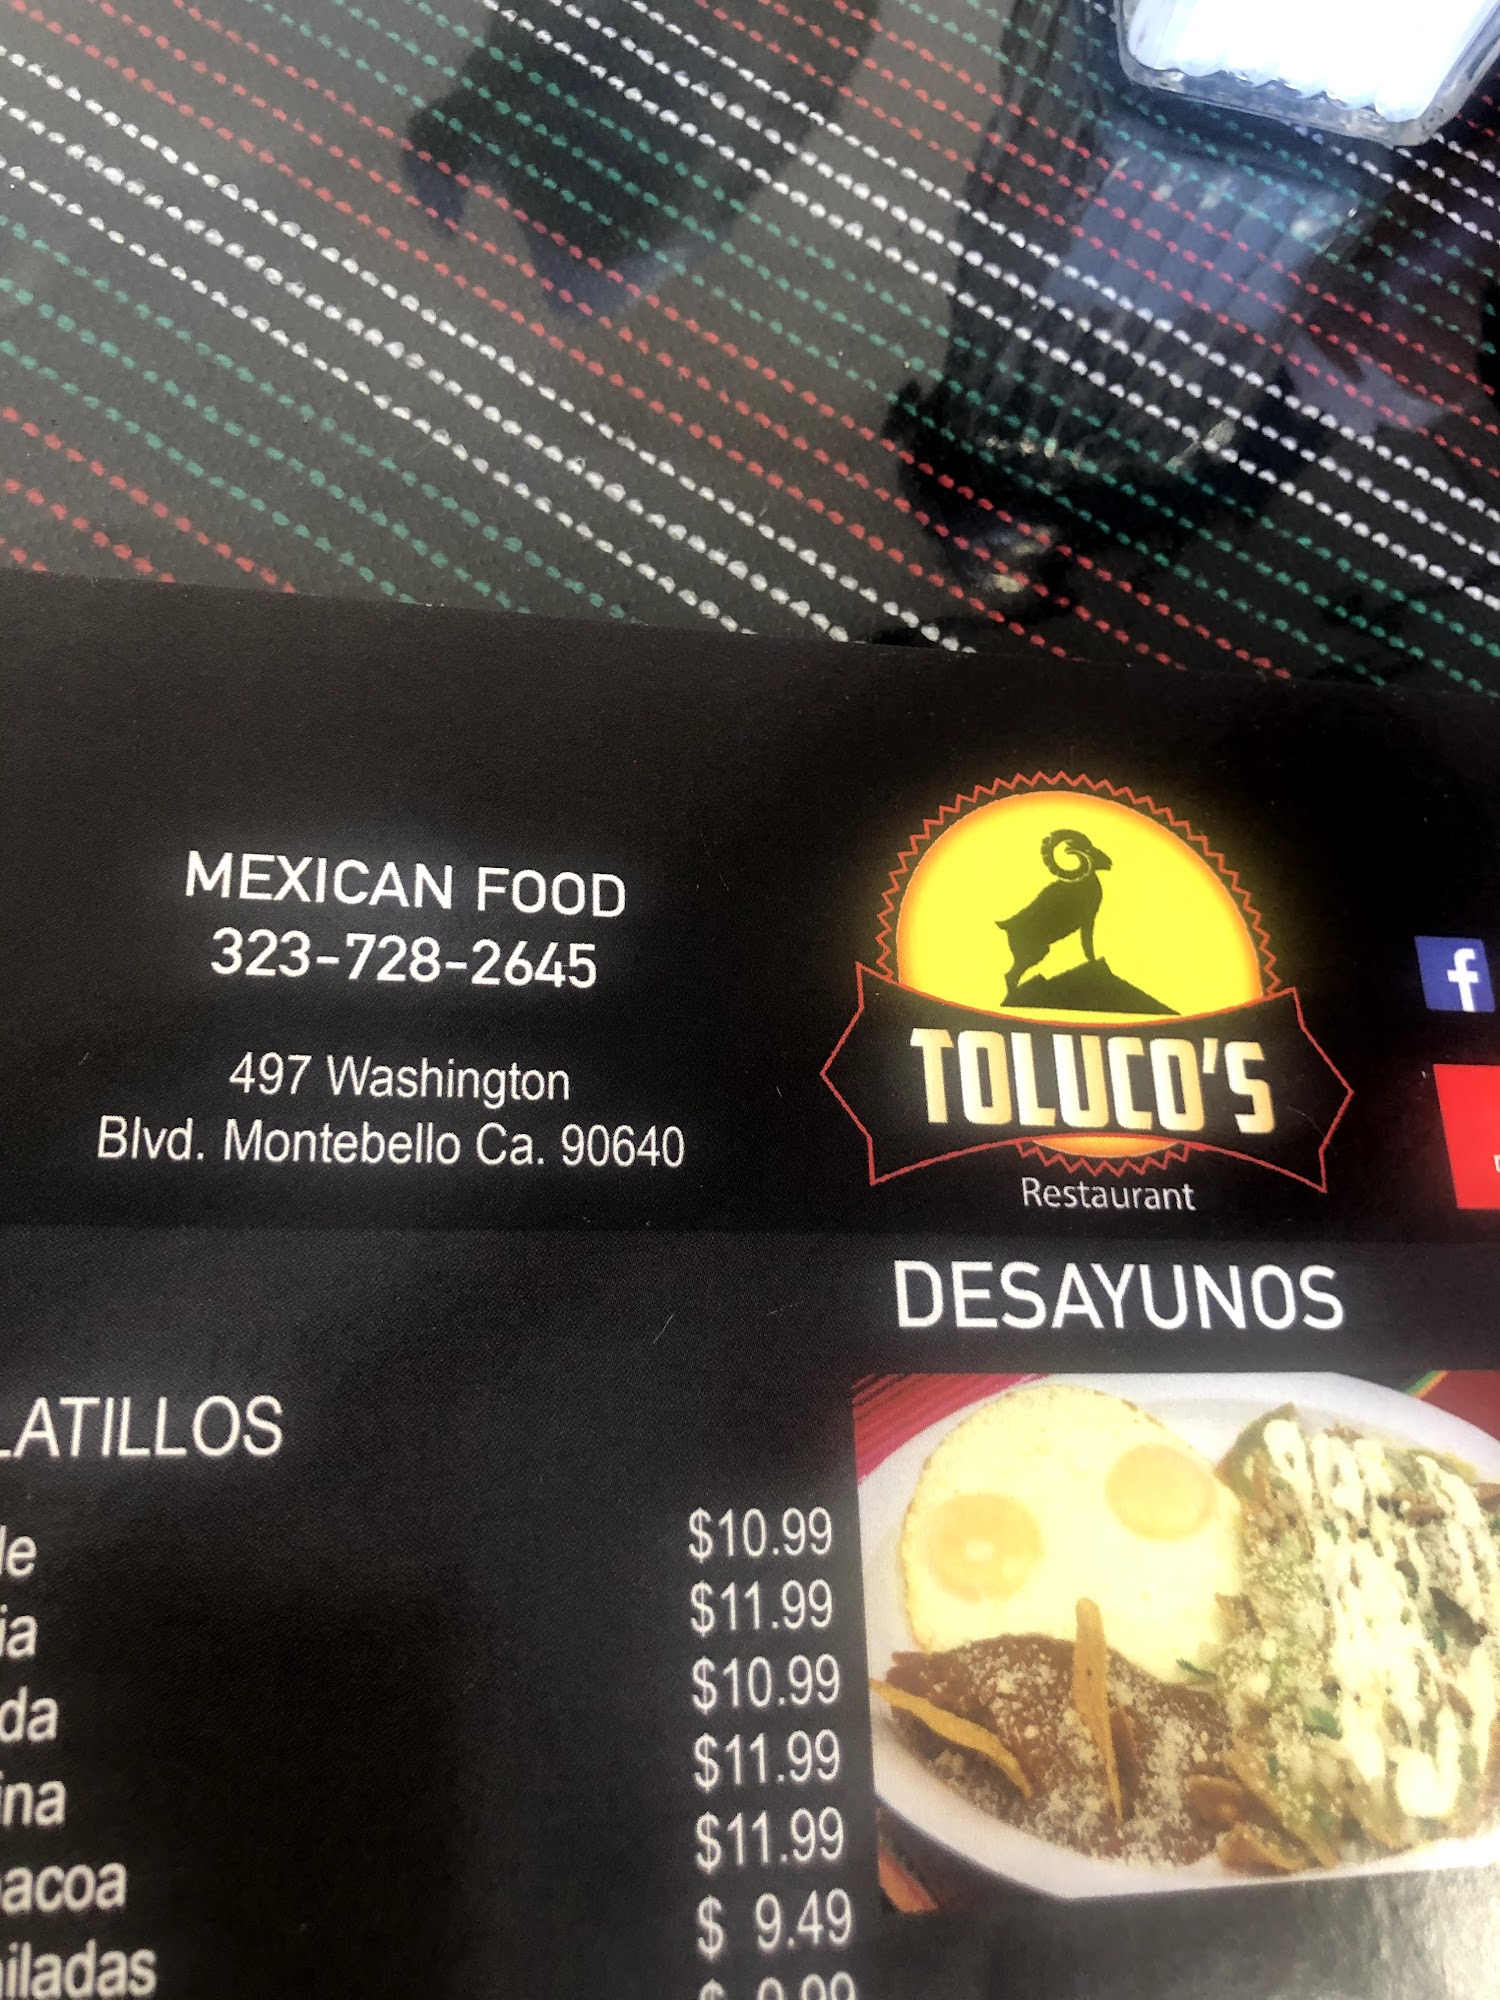 MEXICAN FOOD
323-728-2645
497 Washington
Blvd. Montebello Ca. 90640
TOLUCO'S
Restaurant
f
DESAYUNOS
LATILLOS
le $10.99
ia $11.99
da $10.99
ina $11.99
acoa $11.99
iladas $ 9.49